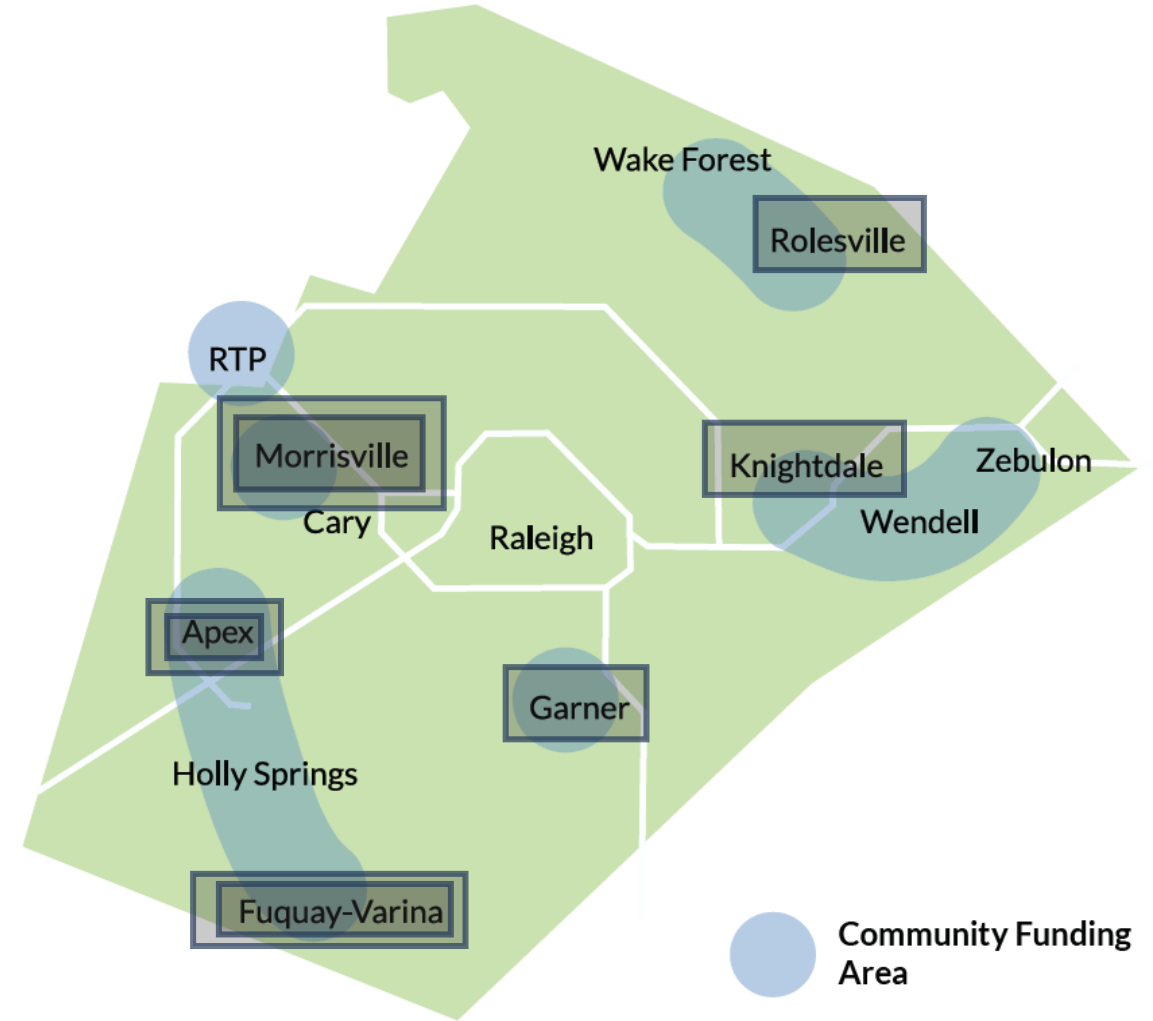 Wake Forest
Rolesville
RTP
Morrisville
Knightdale
Zebulon
Cary
Wendell
Raleigh
Apex
Garner
Holly Springs
Fuquay-Varina
Community Funding
Area